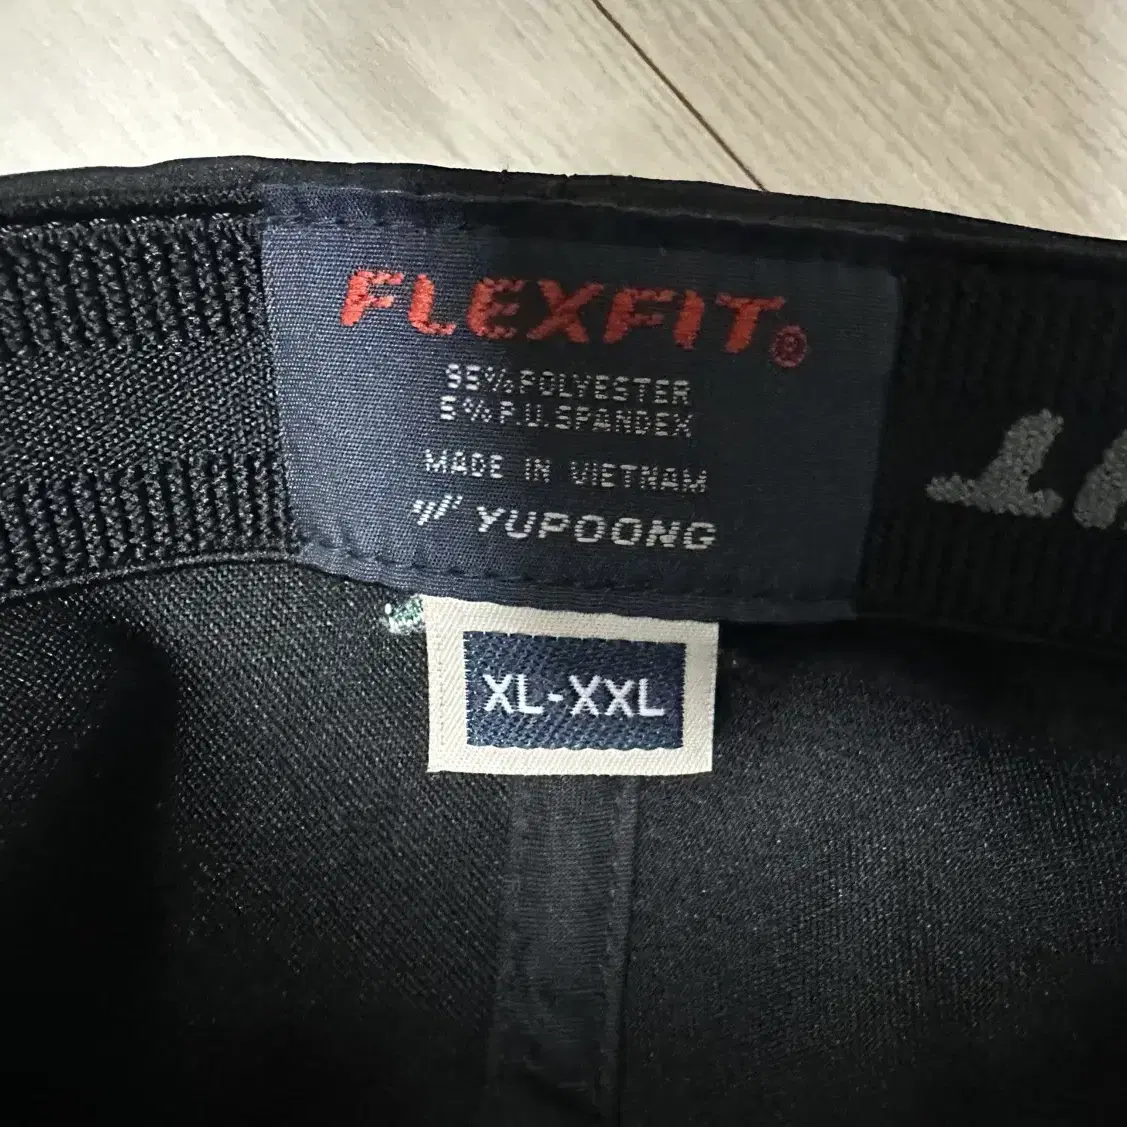 FLEXFIT®
95% POLYESTER
5% P.U. SPANDEX
MADE IN VIETNAM
YUPOONG
XL-XXL